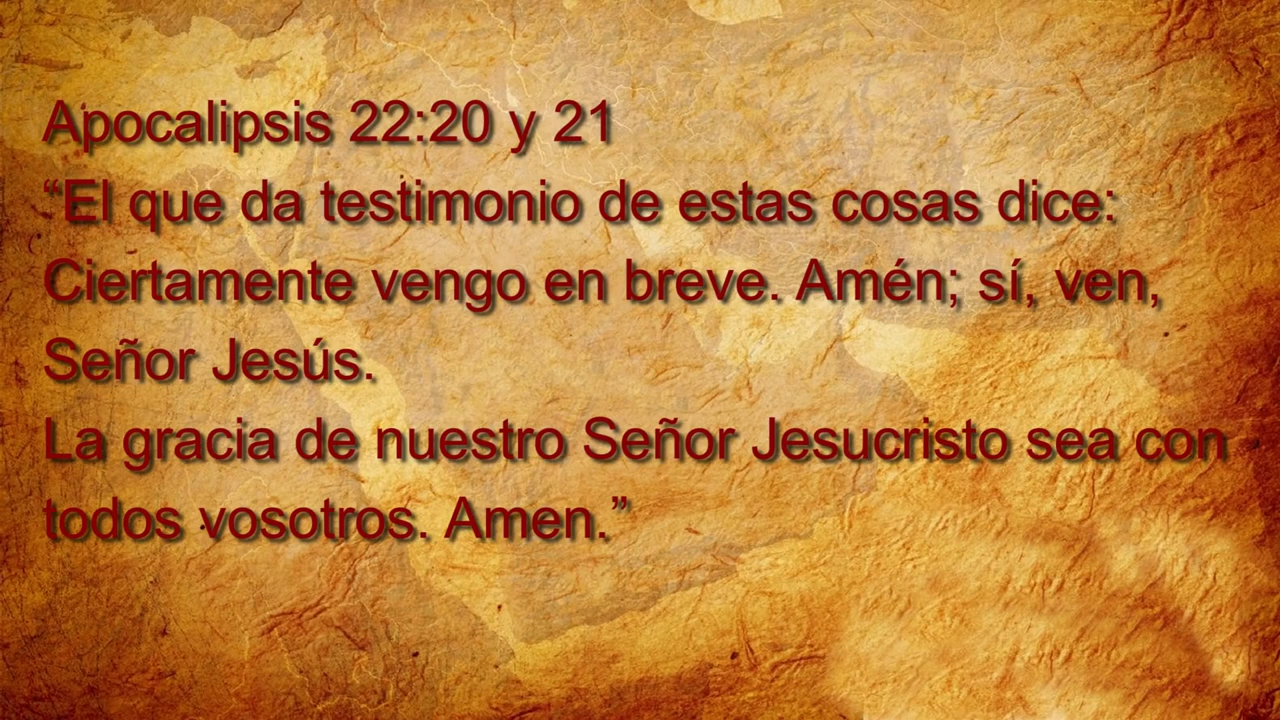 Apocalipsis 22:20 y 21
“El que da testimonio de estas cosas dice:
Ciertamente vengo en breve. Amén; sí, ven,
Señor Jesús.
La gracia de nuestro Señor Jesucristo sea con
todos vosotros. Amen.”